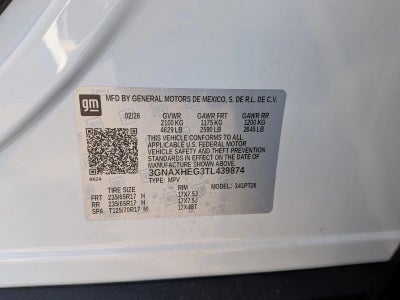 gm MFD BY GENERAL MOTORS DE MEXICO, S. DE R.L. DE C.V.
02/26 GVWR GAWR FRT GAWR RR
2100 KG 1175 KG 1200 KG
4629 LB 2590 LB 2645 LB
THIS VEHICLE CONFORMS TO ALL
APPLICABLE U.S. FEDERAL MOTOR
VEHICLE SAFETY STANDARDS IN
EFFECT ON THE DATE OF
MANUFACTURE SHOWN ABOVE.
3GNAXHEG3TL439874
TYPE: MPV
9624
TIRE SIZE RIM MODEL: 1PT26
FRT 235/65R17 H 17X7.5J
RR 235/65R17 H 17X7.5J
SPA T125/70R17 M 17X4BT